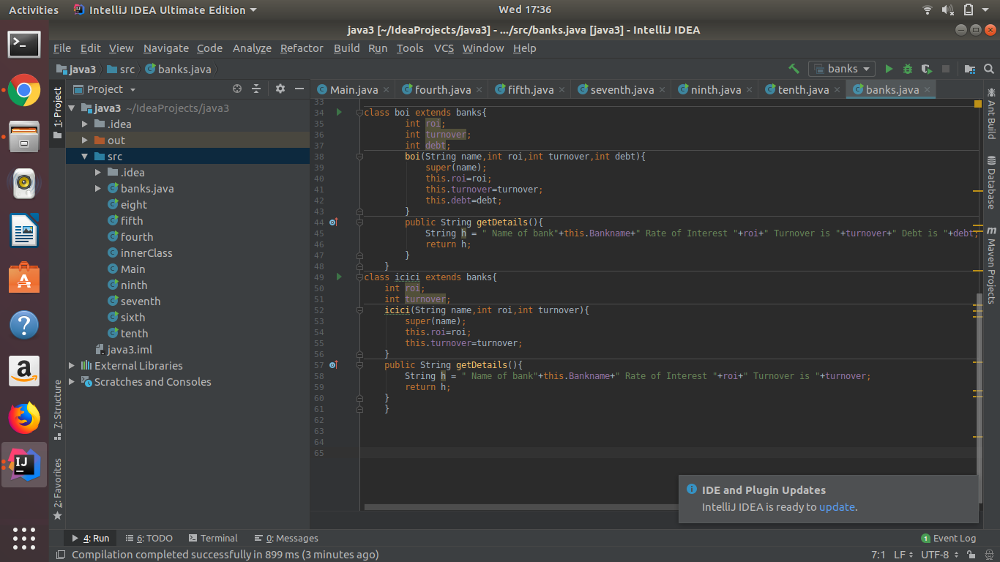 Activities IntelliJ IDEA Ultimate Edition Wed 17:36
java3 [~/IdeaProjects/java3] - .../src/banks.java [java3] - IntelliJ IDEA
File Edit View Navigate Code Analyze Refactor Build Run Tools VCS Window Help
java3 src banks.java banks
1: Project
Project
java3 ~/IdeaProjects/java3
.idea
out
src
.idea
banks.java
eight
fifth
fourth
innerClass
Main
ninth
seventh
sixth
tenth
java3.iml
External Libraries
Scratches and Consoles
7: Structure
2: Favorites
Main.java fourth.java fifth.java seventh.java ninth.java tenth.java banks.java
33
34 class boi extends banks{
35 int roi;
36 int turnover;
37 int debt;
38 boi(String name,int roi,int turnover,int debt){
39 super(name);
40 this.roi=roi;
41 this.turnover=turnover;
42 this.debt=debt;
43 }
44 public String getDetails(){
45 String h = " Name of bank"+this.Bankname+" Rate of Interest "+roi+" Turnover is "+turnover+" Debt is "+debt;
46 return h;
47 }
48 }
49 class icici extends banks{
50 int roi;
51 int turnover;
52 icici(String name,int roi,int turnover){
53 super(name);
54 this.roi=roi;
55 this.turnover=turnover;
56 }
57 public String getDetails(){
58 String h = " Name of bank"+this.Bankname+" Rate of Interest "+roi+" Turnover is "+turnover;
59 return h;
60 }
61 }
62
63
64
65
Ant Build
Database
Maven Projects
IDE and Plugin Updates
IntelliJ IDEA is ready to update.
4: Run 6: TODO Terminal 0: Messages 1 Event Log
Compilation completed successfully in 899 ms (3 minutes ago) 7:1 LF UTF-8